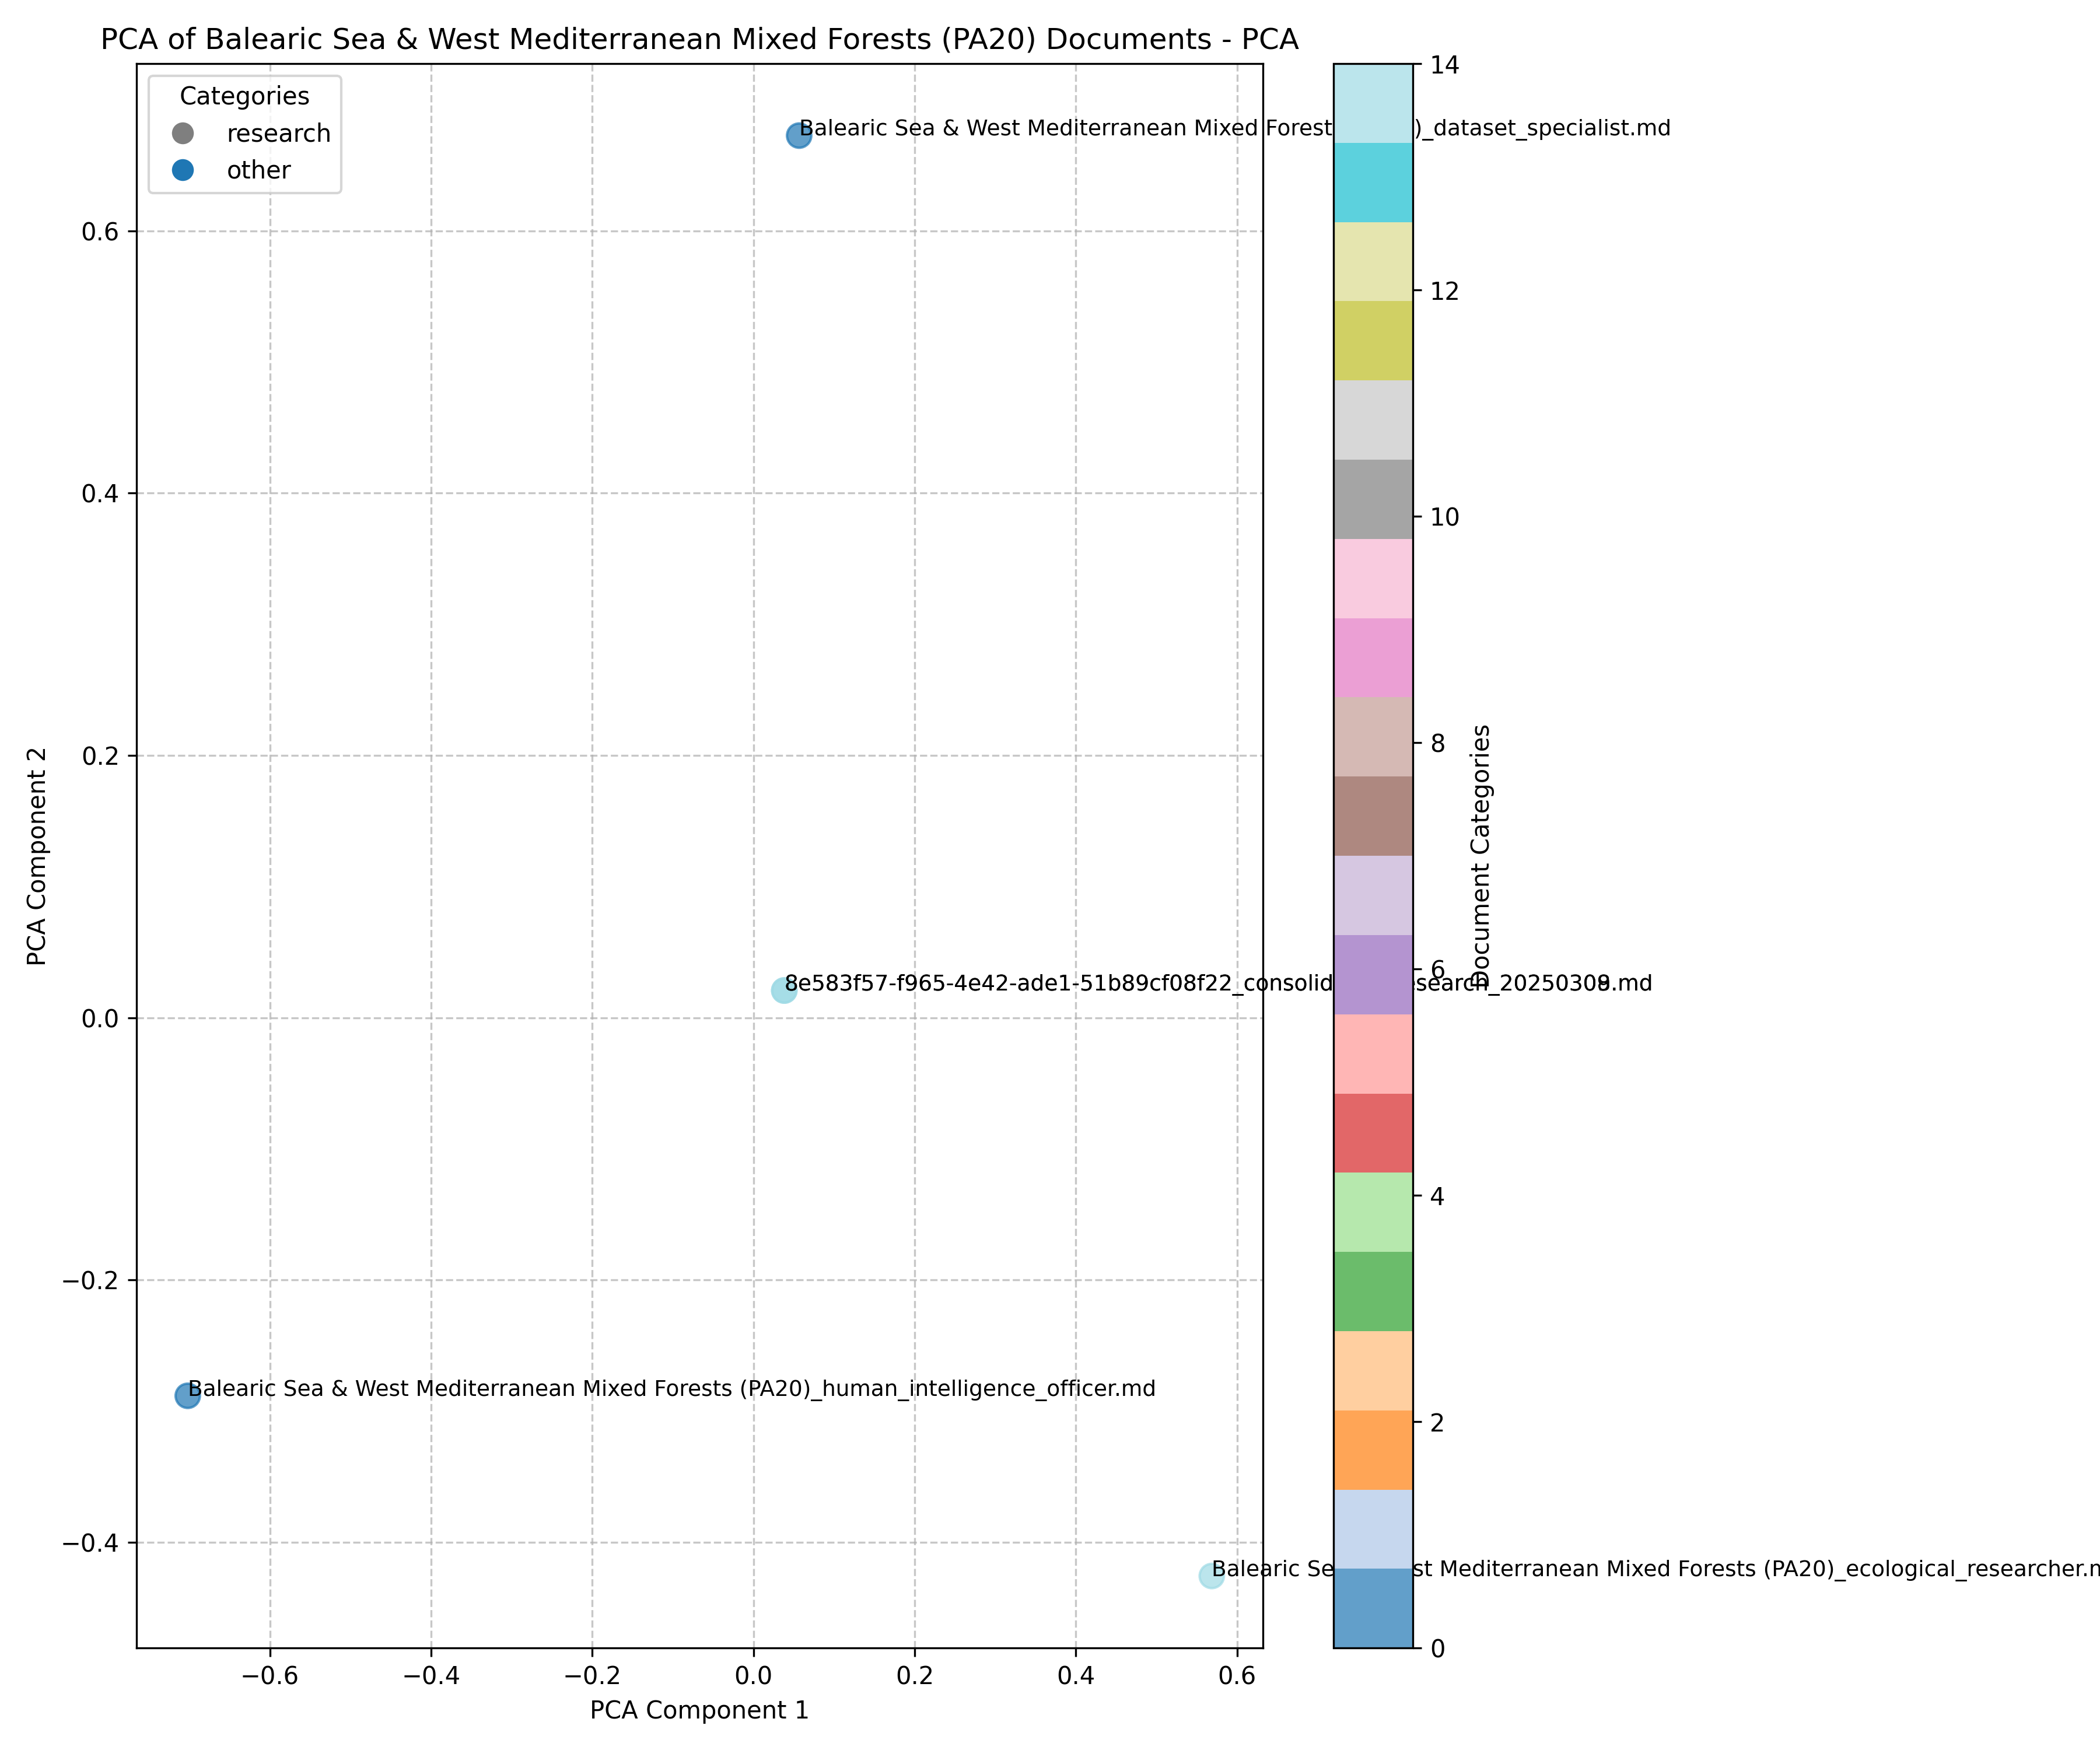 PCA of Balearic Sea & West Mediterranean Mixed Forests (PA20) Documents - PCA
Categories
research
other
Balearic Sea & West Mediterranean Mixed Forest )_dataset_specialist.md
8e583f57-f965-4e42-ade1-51b89cf08f22_consolid search_
Balearic Sea & West Mediterranean Mixed Forests (PA20)_human_intelligence_officer.md
Balearic Se st Mediterranean Mixed Forests (PA20)_ecological_researcher.
PCA Component 2
0.6
0.4
0.2
0.0
−0.2
−0.4
−0.6
−0.4
−0.2
0.0
0.2
0.4
0.6
PCA Component 1
14
12
10
8
6
4
2
0
Document Categories